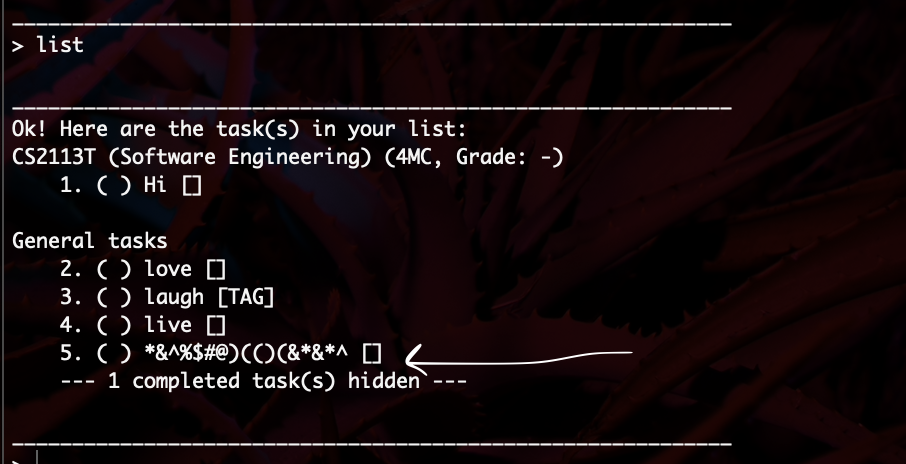 ____________________________________________________________
> list
____________________________________________________________
Ok! Here are the task(s) in your list:
CS2113T (Software Engineering) (4MC, Grade: -)
1. ( ) Hi []
General tasks
2. ( ) love []
3. ( ) laugh [TAG]
4. ( ) live []
5. ( ) *&^%$#@)(()(&*&*^ []
--- 1 completed task(s) hidden ---
____________________________________________________________
>